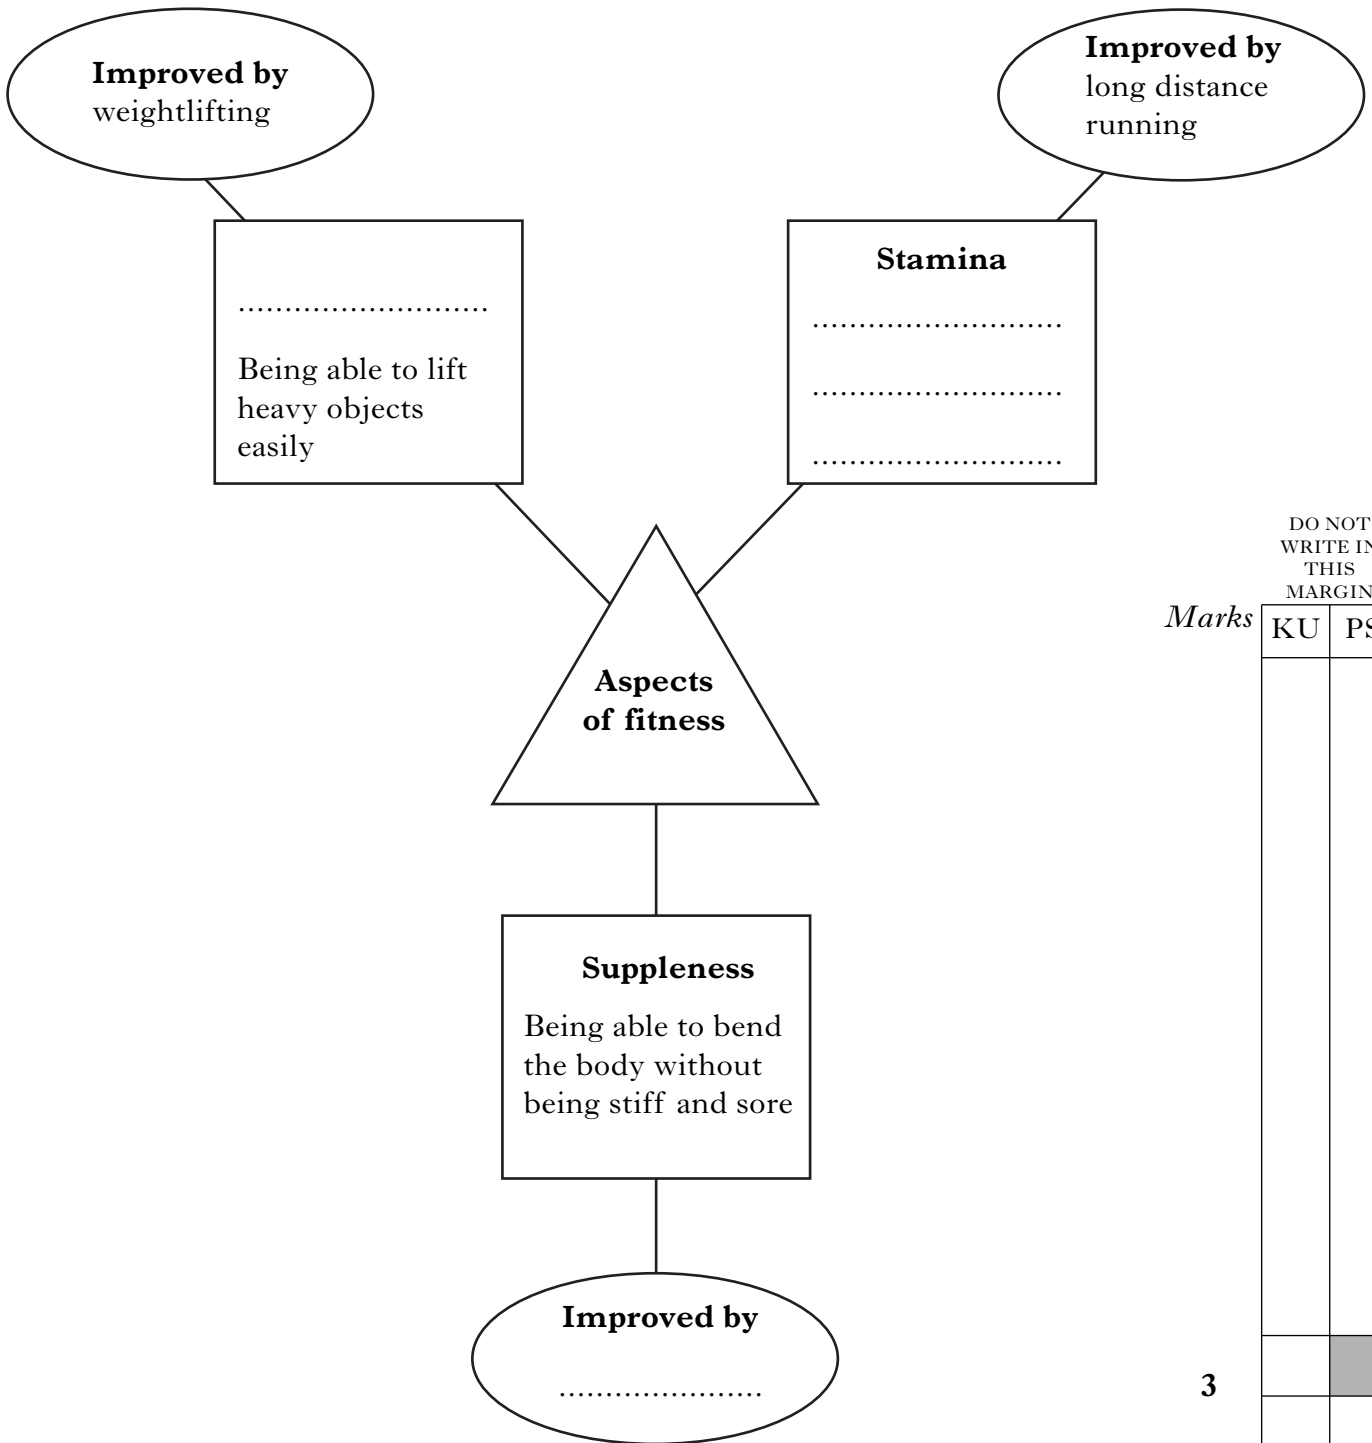 Improved by
weightlifting
Improved by
long distance
running
...........................
Being able to lift
heavy objects
easily
Stamina
...........................
...........................
...........................
DO NOT
WRITE IN
THIS
MARGIN
Marks
KU
PS
Aspects
of fitness
Suppleness
Being able to bend
the body without
being stiff and sore
Improved by
......................
3